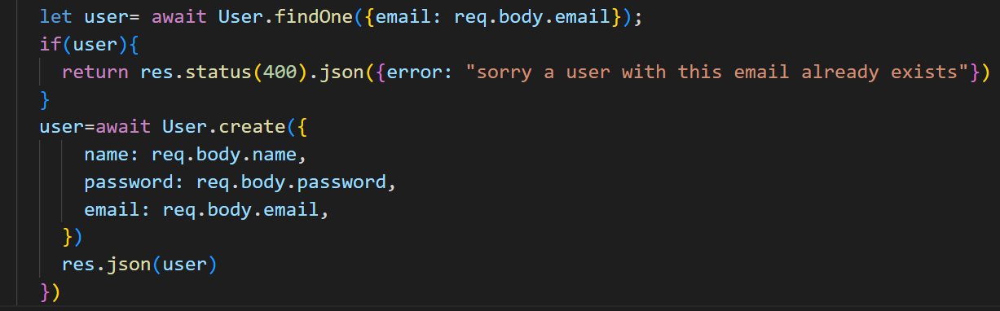 let user= await User.findOne({email: req.body.email});
if(user){
return res.status(400).json({error: "sorry a user with this email already exists"})
}
user=await User.create({
name: req.body.name,
password: req.body.password,
email: req.body.email,
})
res.json(user)
})